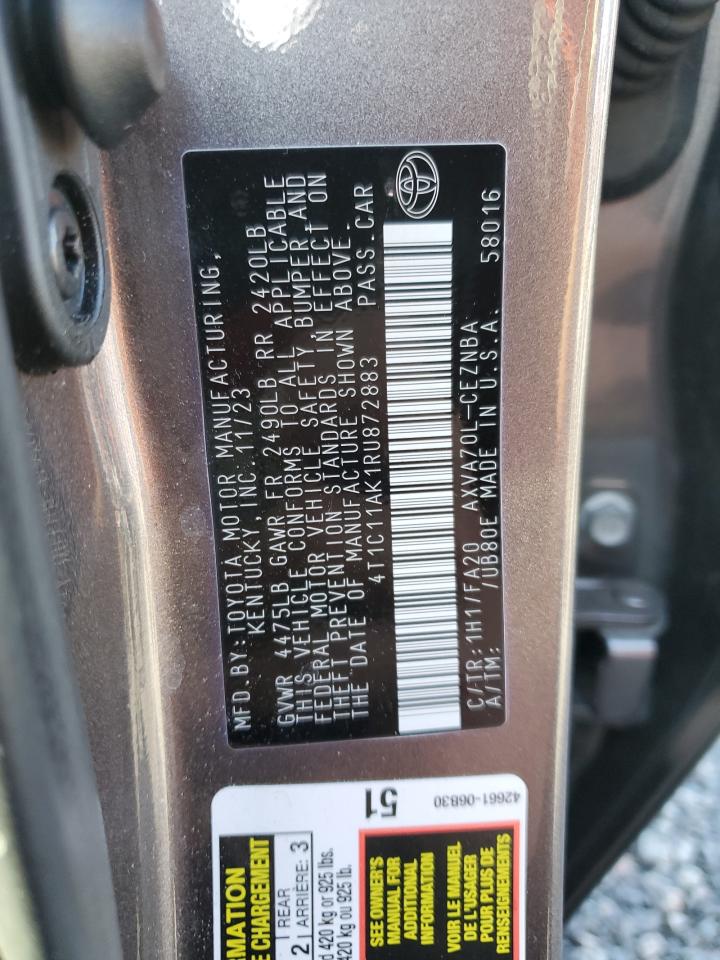 MFD.BY:TOYOTA MOTOR MANUFACTURING,
KENTUCKY, INC. 11/23
GVWR 4475LB GAWR FR 2490LB RR 2420LB
THIS VEHICLE CONFORMS TO ALL APPLICABLE
FEDERAL MOTOR VEHICLE SAFETY, BUMPER AND
THEFT PREVENTION STANDARDS IN EFFECT ON
THE DATE OF MANUFACTURE SHOWN ABOVE.
4T1C11AK1RU872883 PASS.CAR
C/TR:1H1/FA20 AXVA70L-CEZNBA 58016
A/TM: /UB80E MADE IN U.S.A.
CHARGEMENT
2 REAR ARRIÈRE: 3
420 kg or 925 lbs.
420 kg ou 925 lb.
51
SEE OWNER'S
MANUAL FOR
ADDITIONAL
INFORMATION
VOIR LE MANUEL
DE L'USAGER
POUR PLUS DE
RENSEIGNEMENTS
42661-06B30